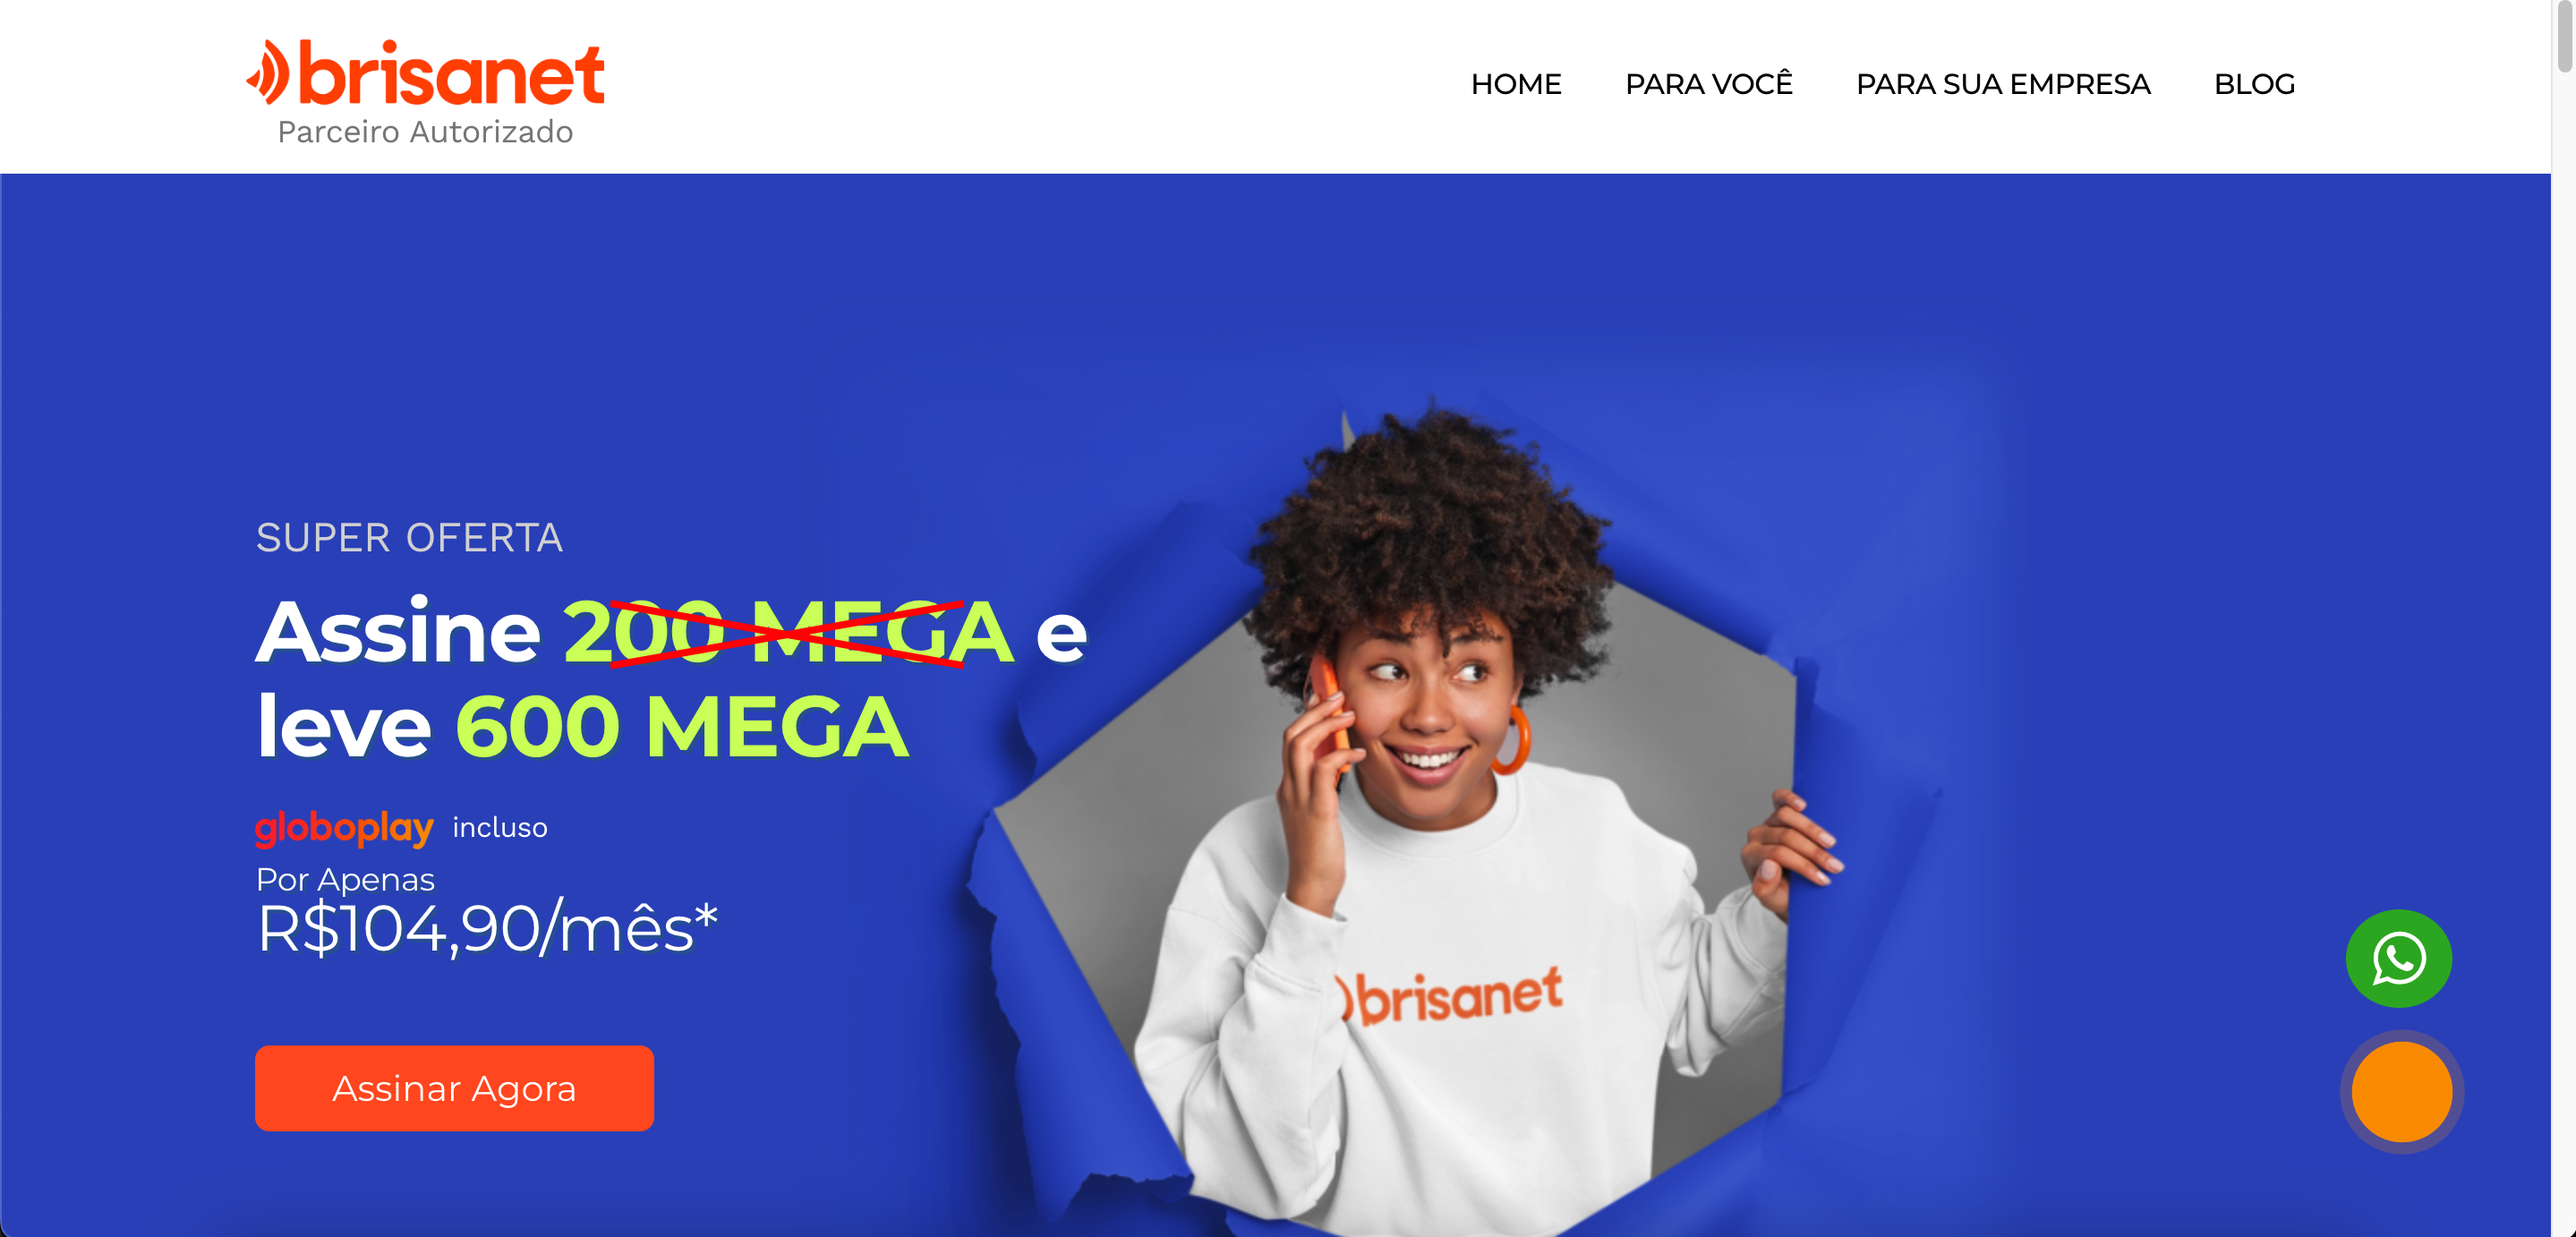 brisanet
Parceiro Autorizado
HOME PARA VOCÊ PARA SUA EMPRESA BLOG
SUPER OFERTA
Assine 200 MEGA e
leve 600 MEGA
globoplay incluso
Por Apenas
R$104,90/mês*
brisanet
Assinar Agora